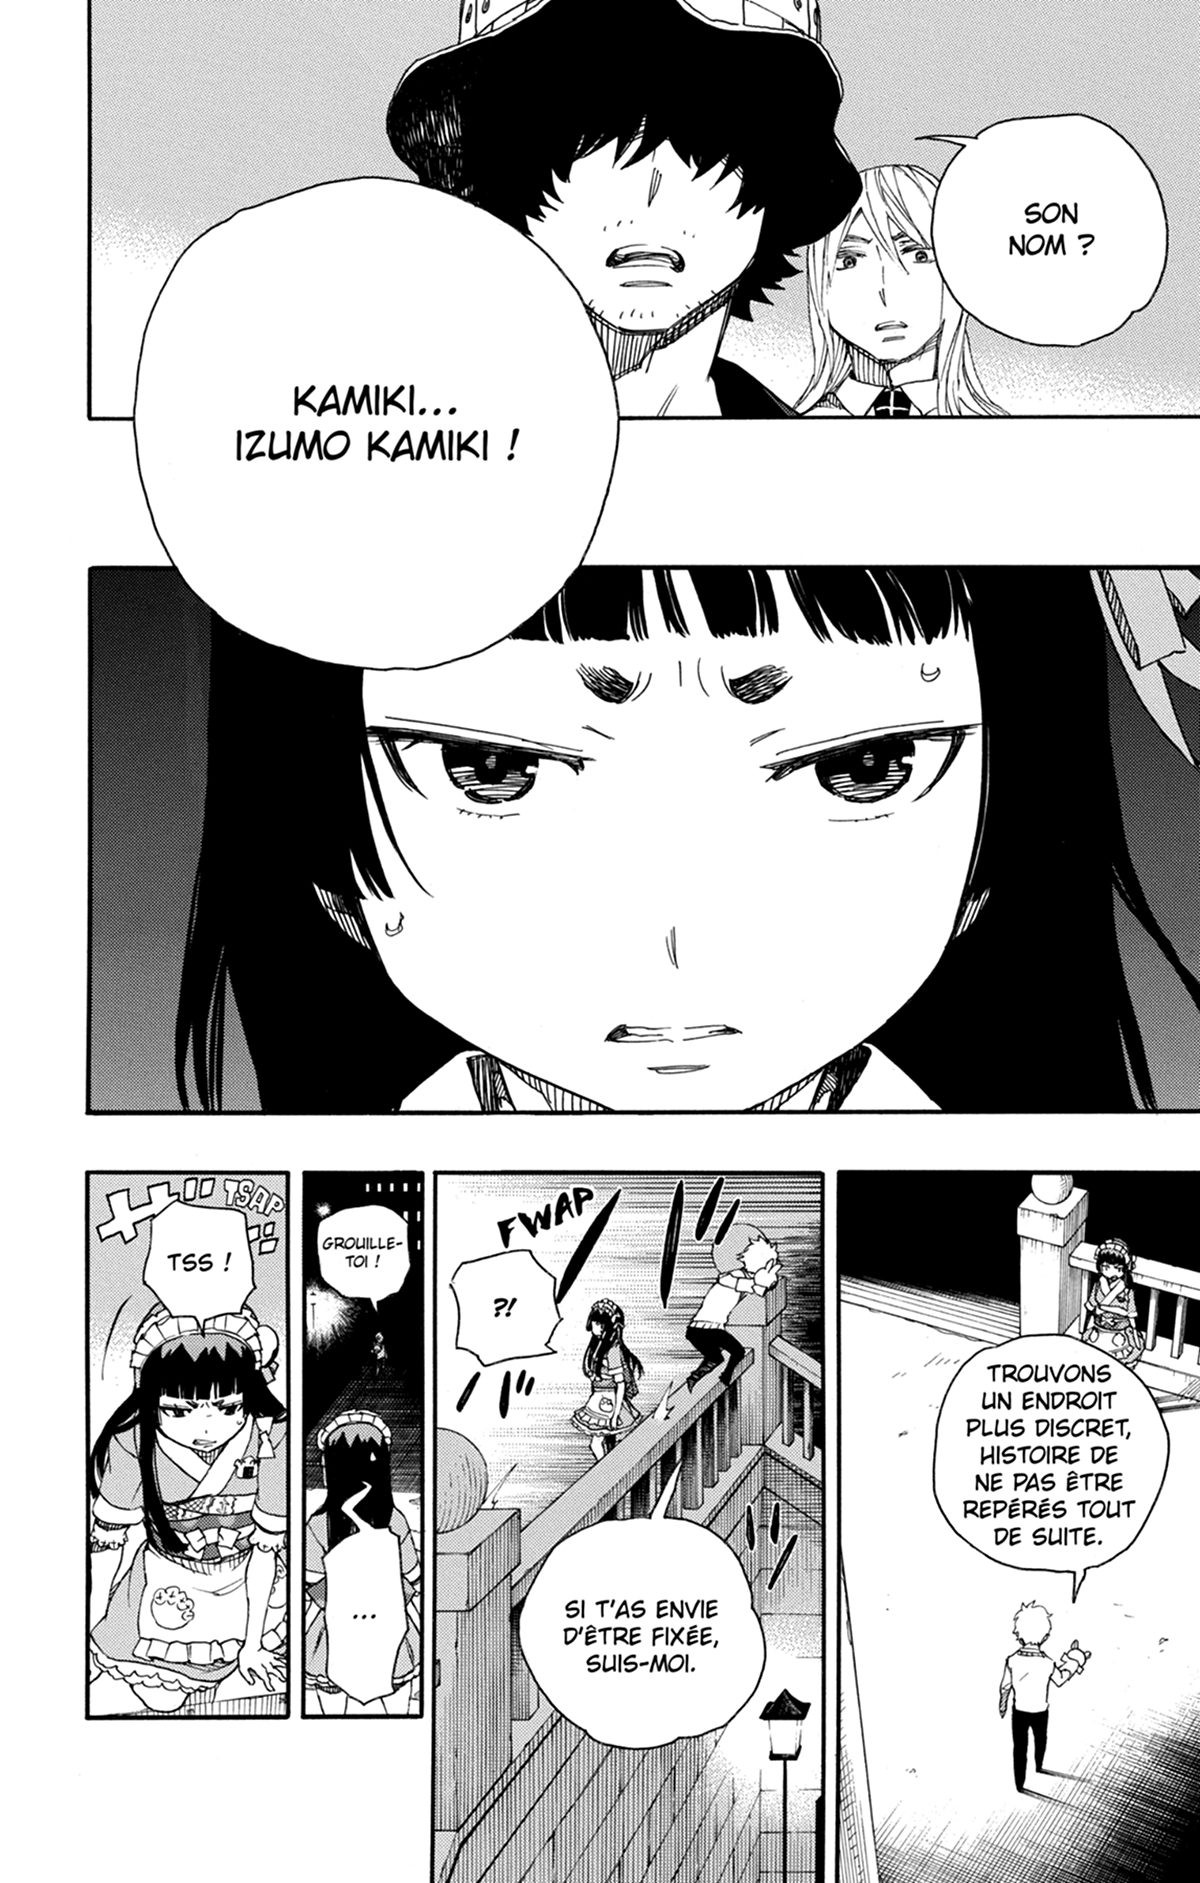 SON
NOM ?
KAMIKI...
IZUMO KAMIKI !
TROUVONS
UN ENDROIT
PLUS DISCRET,
HISTOIRE DE
NE PAS ÊTRE
REPÉRÉS TOUT
DE SUITE.
FWAP
?!
SI T'AS ENVIE
D'ÊTRE FIXÉE,
SUIS-MOI.
GROUILLE-
TOI !
...
TSAP
TSS !